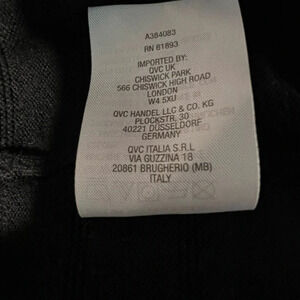 A384083
RN 81893
IMPORTED BY:
QVC UK
CHISWICK PARK
566 CHISWICK HIGH ROAD
LONDON
W4 5XU
QVC HANDEL LLC & CO. KG
PLOCKSTR. 30
40221 DÜSSELDORF
GERMANY
QVC ITALIA S.R.L
VIA GUZZINA 18
20861 BRUGHERIO (MB)
ITALY